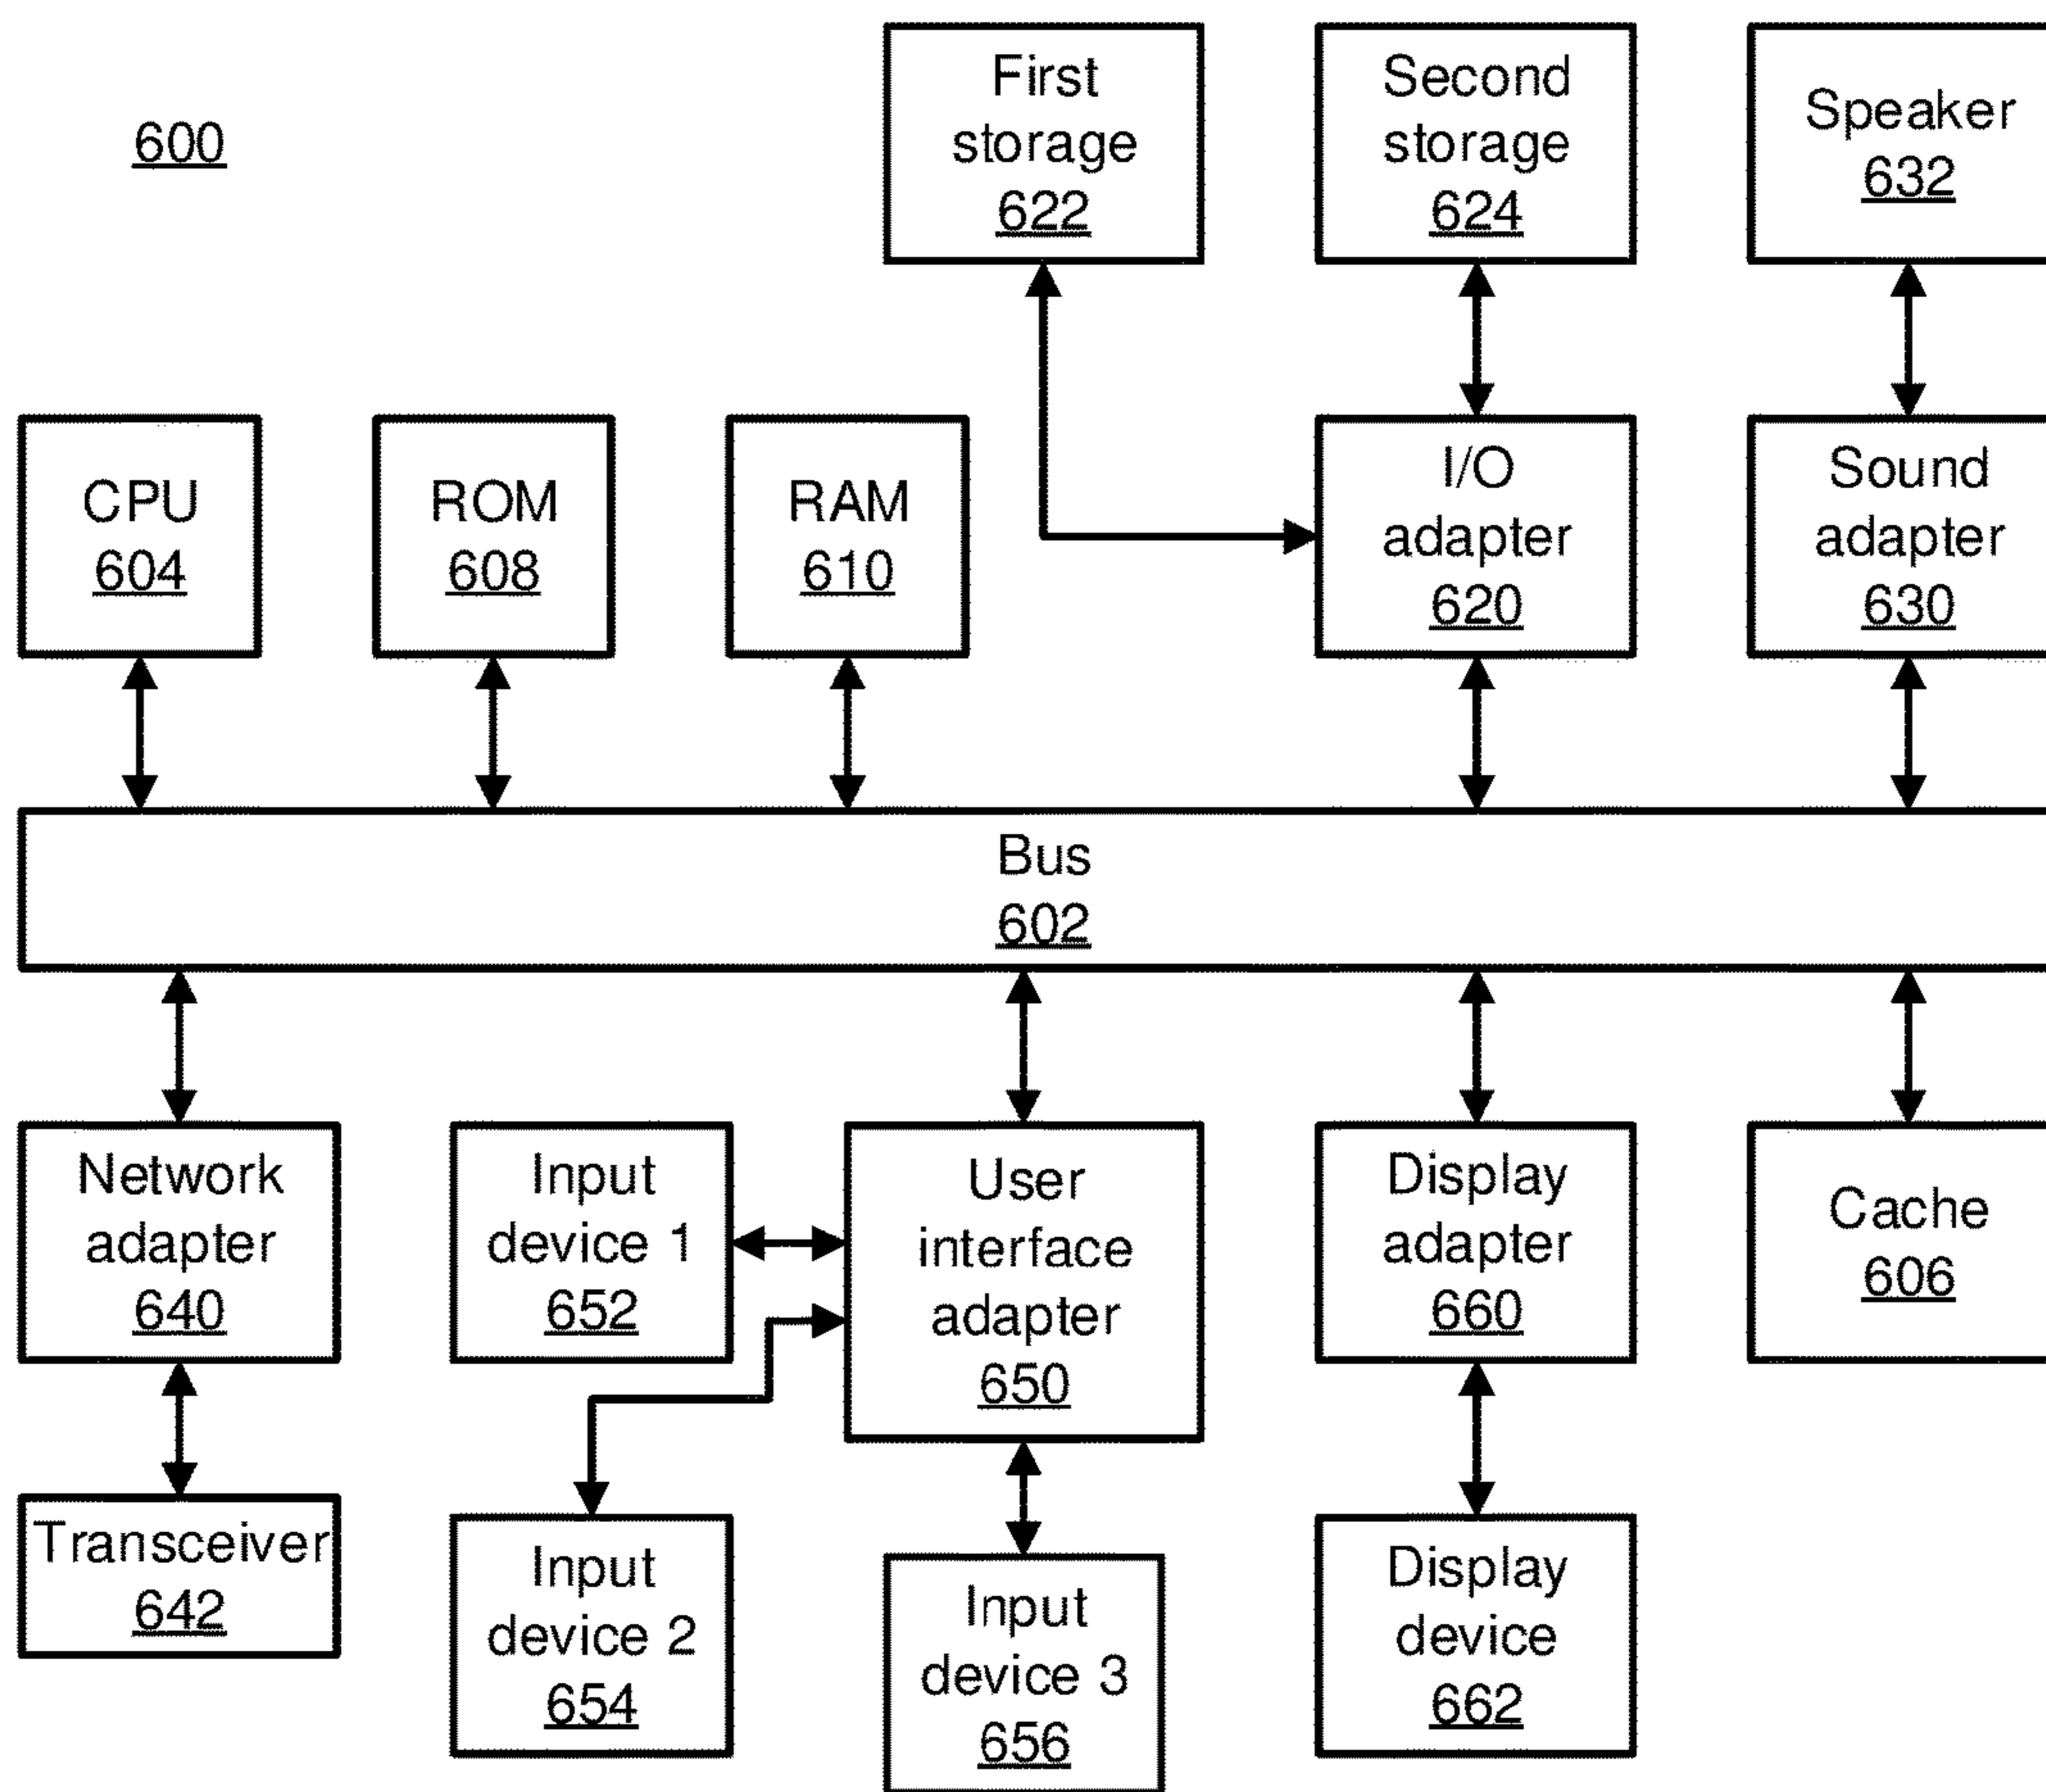 600
First
storage
622
Second
storage
624
Speaker
632
CPU
604
ROM
608
RAM
610
I/O
adapter
620
Sound
adapter
630
Bus
602
Network
adapter
640
Input
device 1
652
User
interface
adapter
650
Display
adapter
660
Cache
606
Transceiver
642
Input
device 2
654
Input
device 3
656
Display
device
662